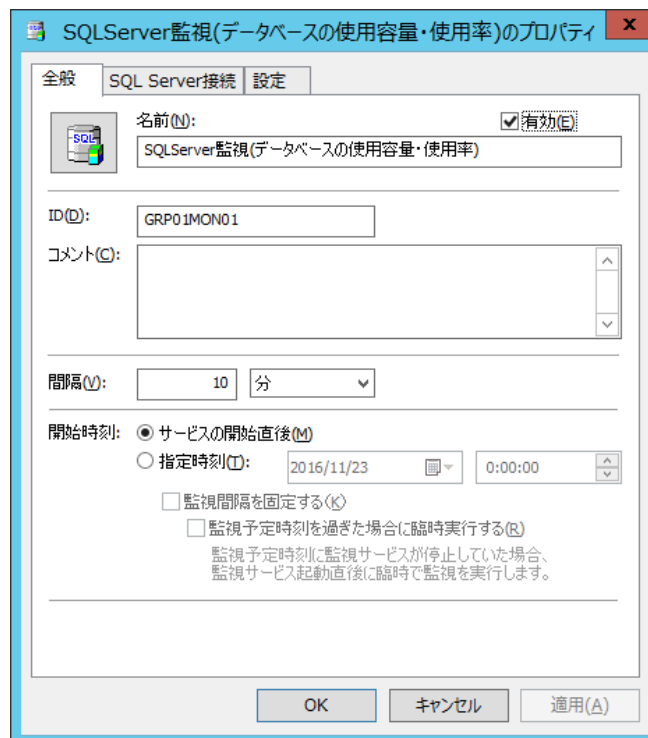 SQLServer監視(データベースの使用容量・使用率)のプロパティ
x
全般
SQL Server接続
設定
SQL
名前(N):
有効(E)
SQLServer監視(データベースの使用容量・使用率)
ID(D):
GRP01MON01
コメント(C):
間隔(V):
10
分
開始時刻:
サービスの開始直後(M)
指定時刻(T):
2016/11/23
0:00:00
監視間隔を固定する(K)
監視予定時刻を過ぎた場合に臨時実行する(R)
監視予定時刻に監視サービスが停止していた場合、
監視サービス起動直後に臨時で監視を実行します。
OK
キャンセル
適用(A)